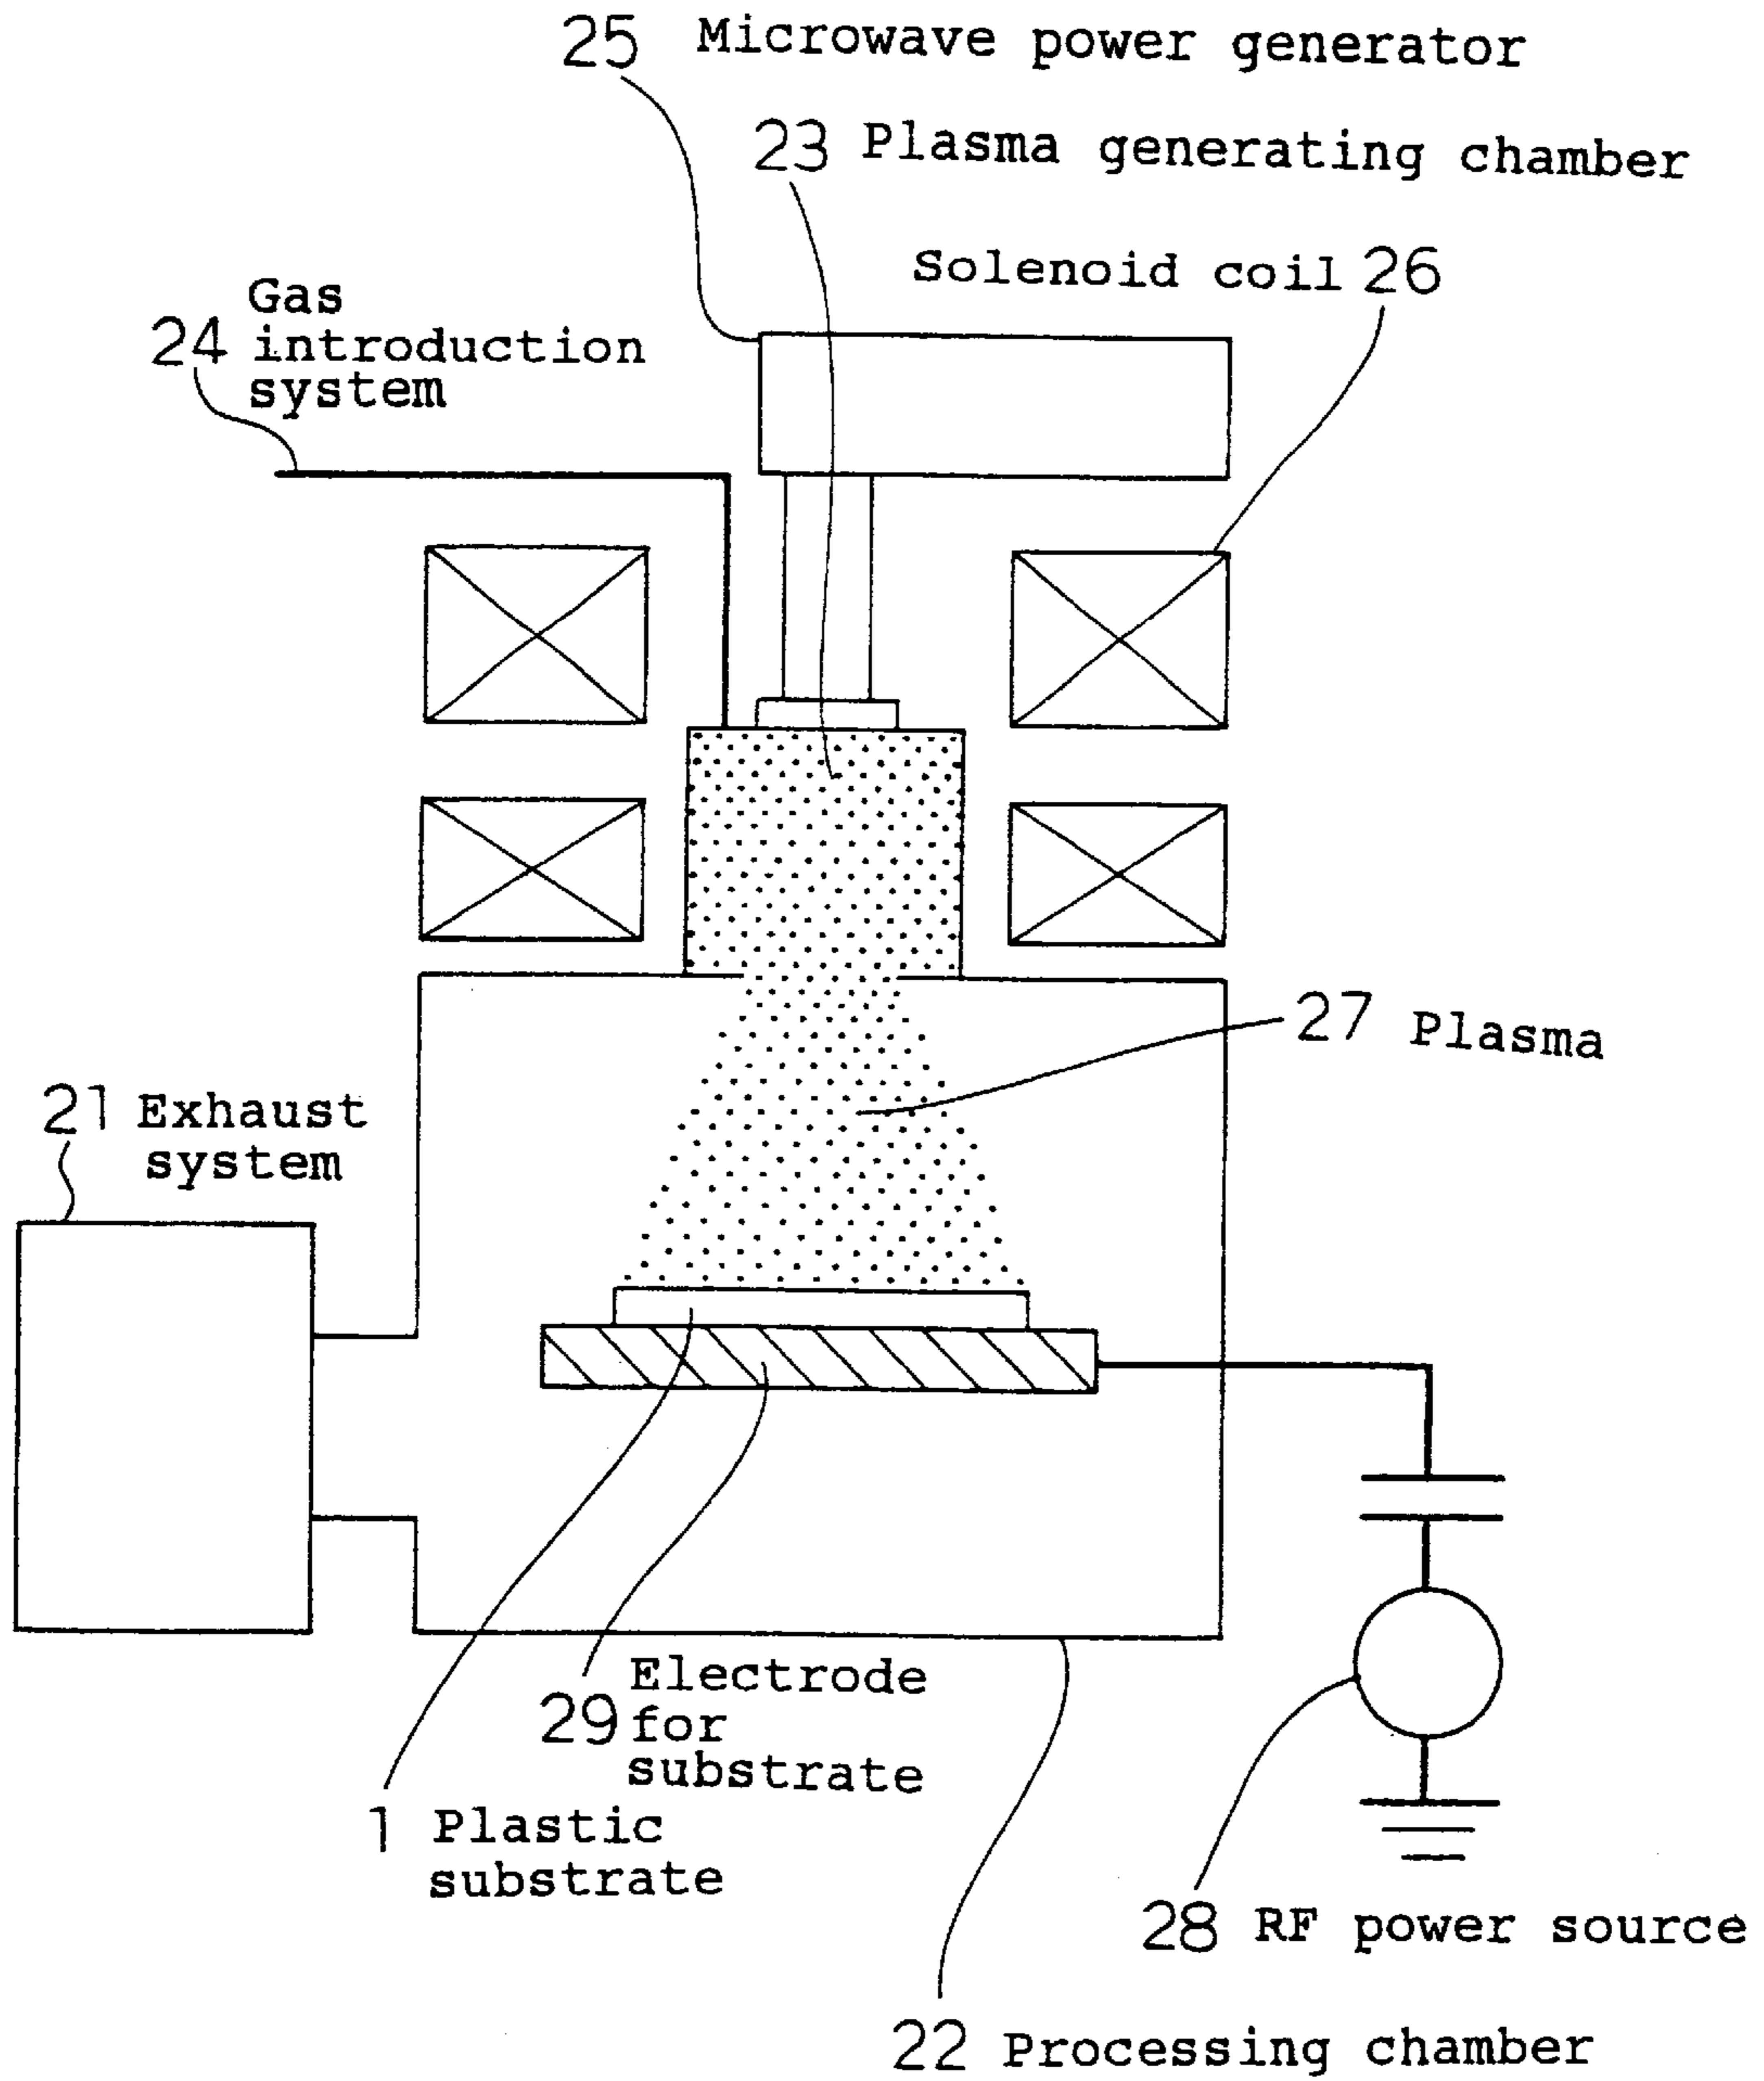 25 Microwave power generator
23 Plasma generating chamber
Solenoid coil 26
Gas
24 introduction
system
27 Plasma
21 Exhaust
system
Electrode
29 for
substrate
1 Plastic
substrate
28 RF power source
22 Processing chamber